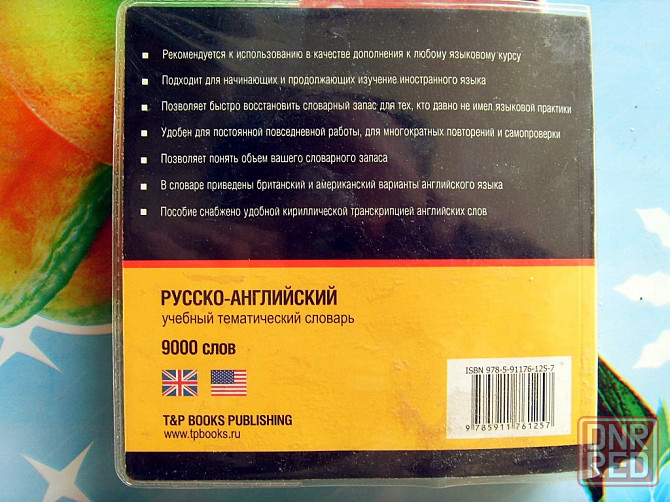 Рекомендуется к использованию в качестве дополнения к любому языковому курсу
Подходит для начинающих и продолжающих изучение иностранного языка
Позволяет быстро восстановить словарный запас для тех, кто давно не имел языковой практики
Удобен для постоянной повседневной работы, для многократных повторений и самопроверки
Позволяет понять объем вашего словарного запаса
В словаре приведены британский и американский варианты английского языка
Пособие снабжено удобной кириллической транскрипцией английских слов
РУССКО-АНГЛИЙСКИЙ
учебный тематический словарь
9000 слов
ISBN 978-5-91176-125-7
9 785911 761257
T&P BOOKS PUBLISHING
www.tpbooks.ru
DNR
RED